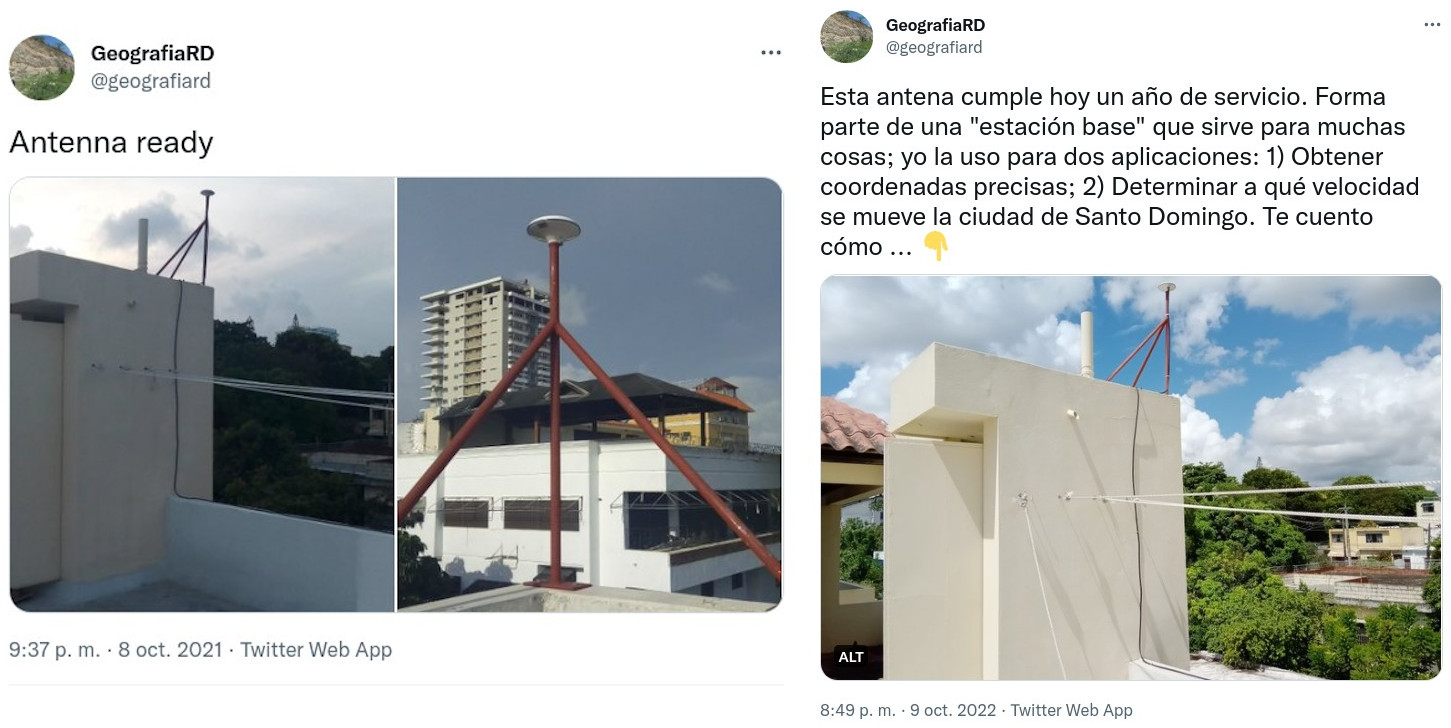 GeografiaRD
@geografiard
Antenna ready
9:37 p. m. · 8 oct. 2021 · Twitter Web App
GeografiaRD
@geografiard
Esta antena cumple hoy un año de servicio. Forma
parte de una "estación base" que sirve para muchas
cosas; yo la uso para dos aplicaciones: 1) Obtener
coordenadas precisas; 2) Determinar a qué velocidad
se mueve la ciudad de Santo Domingo. Te cuento
cómo ... 👇
ALT
8:49 p. m. · 9 oct. 2022 · Twitter Web App